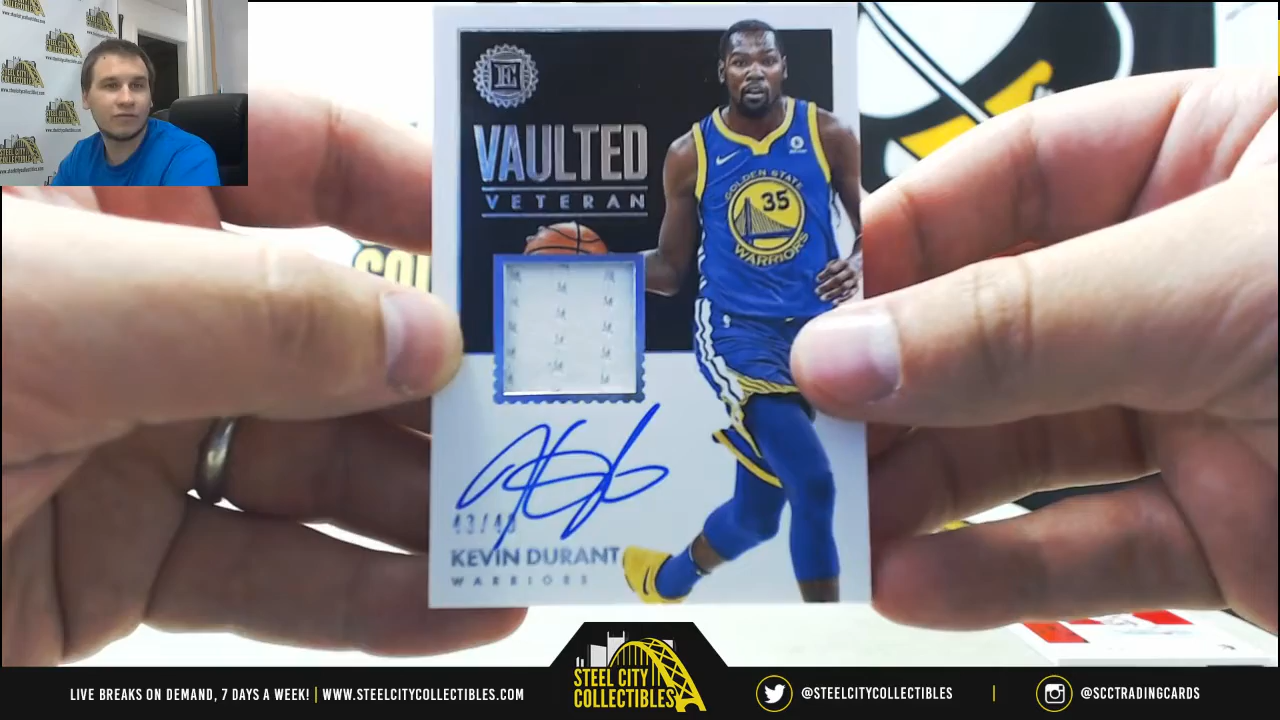 E
VAULTED
VETERAN
GOLDEN STATE
35
WARRIORS
KEVIN DURANT
WARRIORS
STEEL CITY
COLLECTIBLES
LIVE BREAKS ON DEMAND, 7 DAYS A WEEK! | WWW.STEELCITYCOLLECTIBLES.COM
@STEELCITYCOLLECTIBLES
|
@SCCTRADINGCARDS